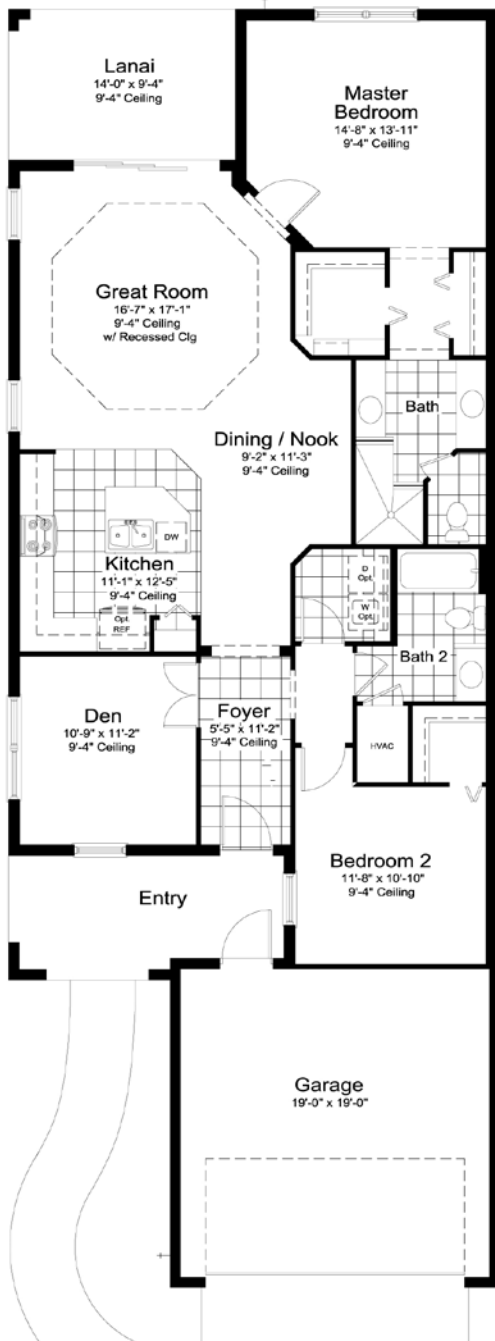 Lanai
14'-0" x 9'-4"
9'-4" Ceiling
Master
Bedroom
14'-8" x 13'-11"
9'-4" Ceiling
Great Room
16'-7" x 17'-1"
9'-4" Ceiling
w/ Recessed Clg
Bath
Dining / Nook
9'-2" x 11'-3"
9'-4" Ceiling
DW
Kitchen
11'-1" x 12'-5"
9'-4" Ceiling
Opt.
REF
D
Opt.
W
Opt.
Bath 2
Den
10'-9" x 11'-2"
9'-4" Ceiling
Foyer
5'-5" x 11'-2"
9'-4" Ceiling
HVAC
Bedroom 2
11'-8" x 10'-10"
9'-4" Ceiling
Entry
Garage
19'-0" x 19'-0"